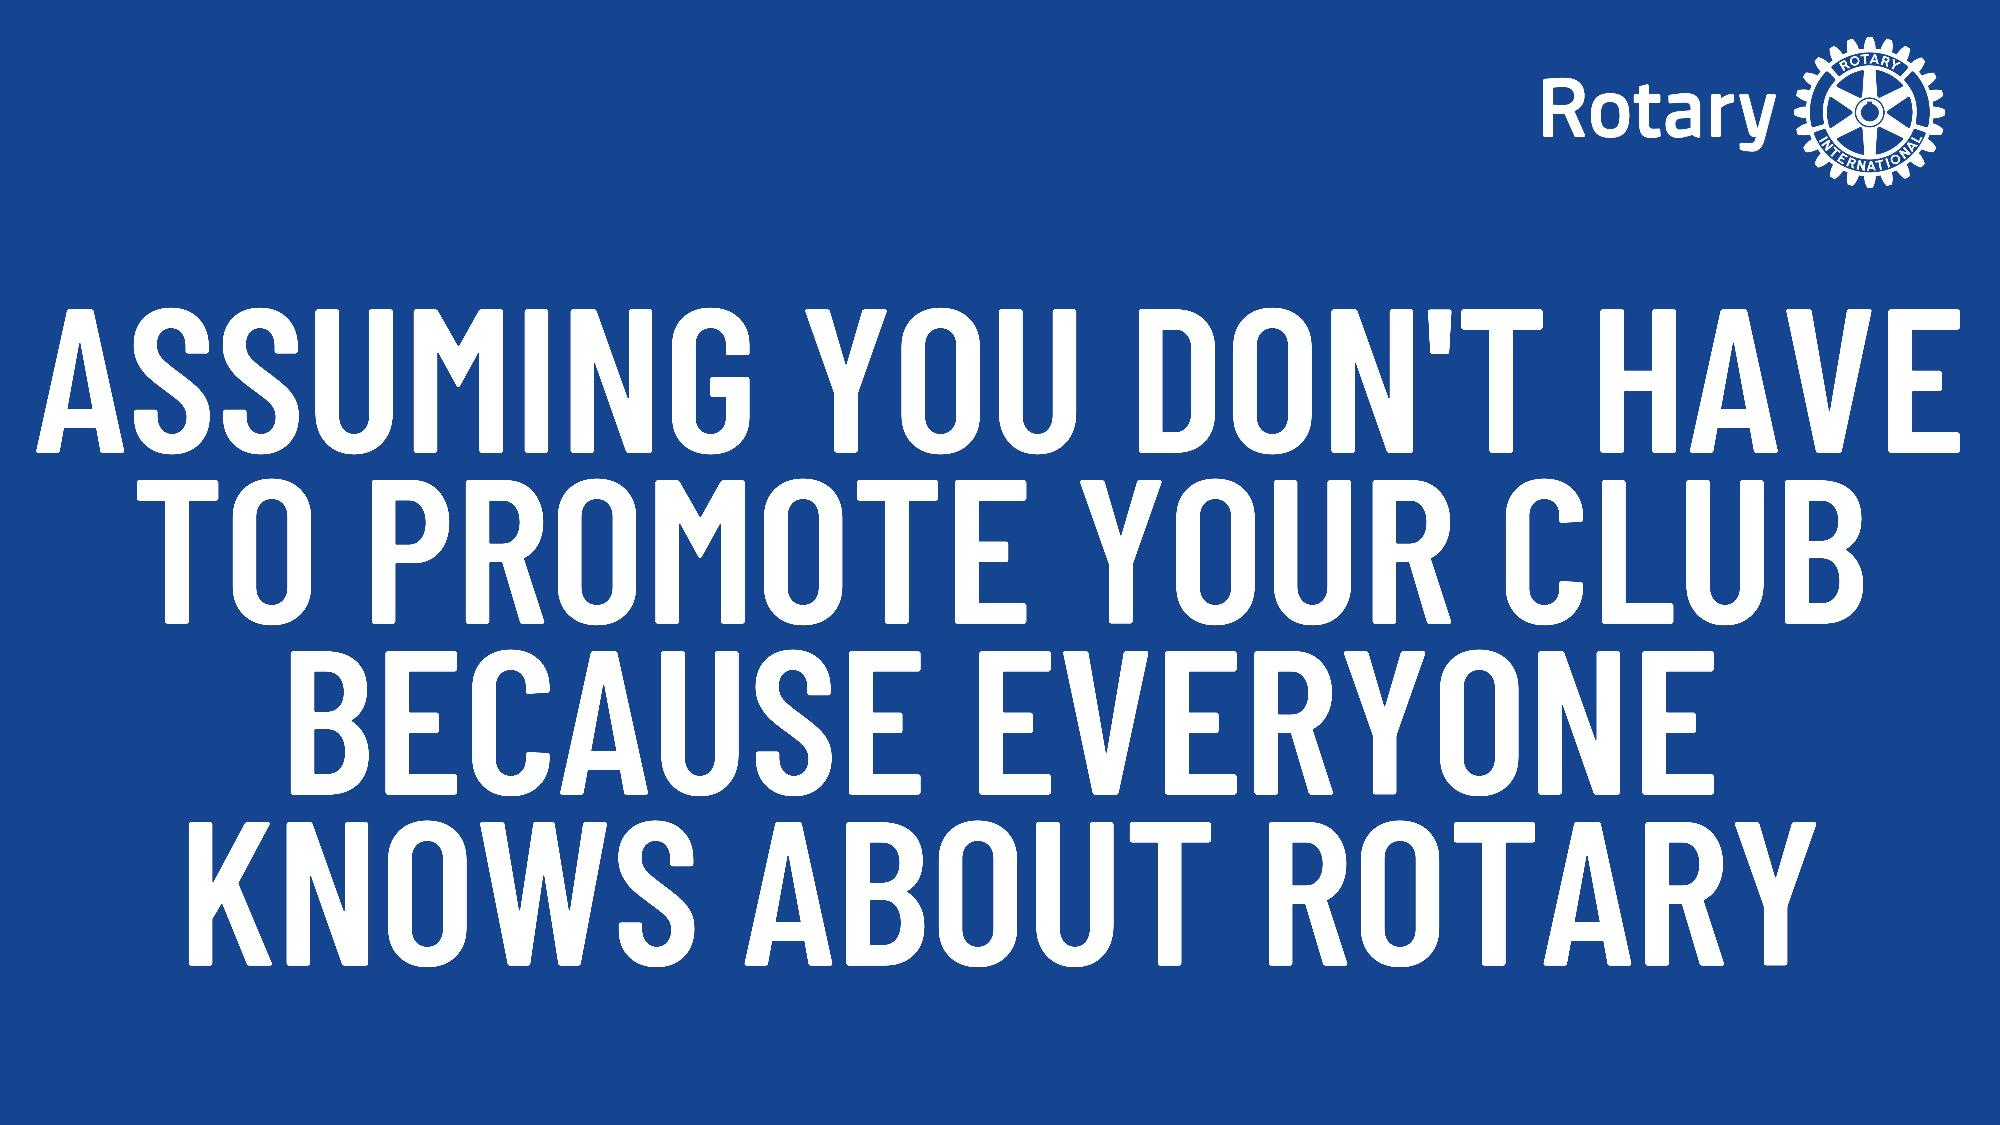 Rotary
ROTARY
INTERNATIONAL
ASSUMING YOU DON'T HAVE
TO PROMOTE YOUR CLUB
BECAUSE EVERYONE
KNOWS ABOUT ROTARY